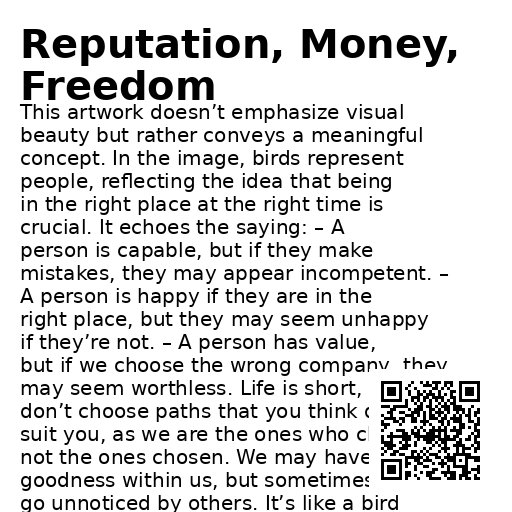 Reputation, Money,
Freedom
This artwork doesn’t emphasize visual
beauty but rather conveys a meaningful
concept. In the image, birds represent
people, reflecting the idea that being
in the right place at the right time is
crucial. It echoes the saying: – A
person is capable, but if they make
mistakes, they may appear incompetent. –
A person is happy if they are in the
right place, but they may seem unhappy
if they’re not. – A person has value,
but if we choose the wrong company, they
may seem worthless. Life is short,
don’t choose paths that you think
suit you, as we are the ones who
not the ones chosen. We may have
goodness within us, but sometimes
go unnoticed by others. It’s like a bird